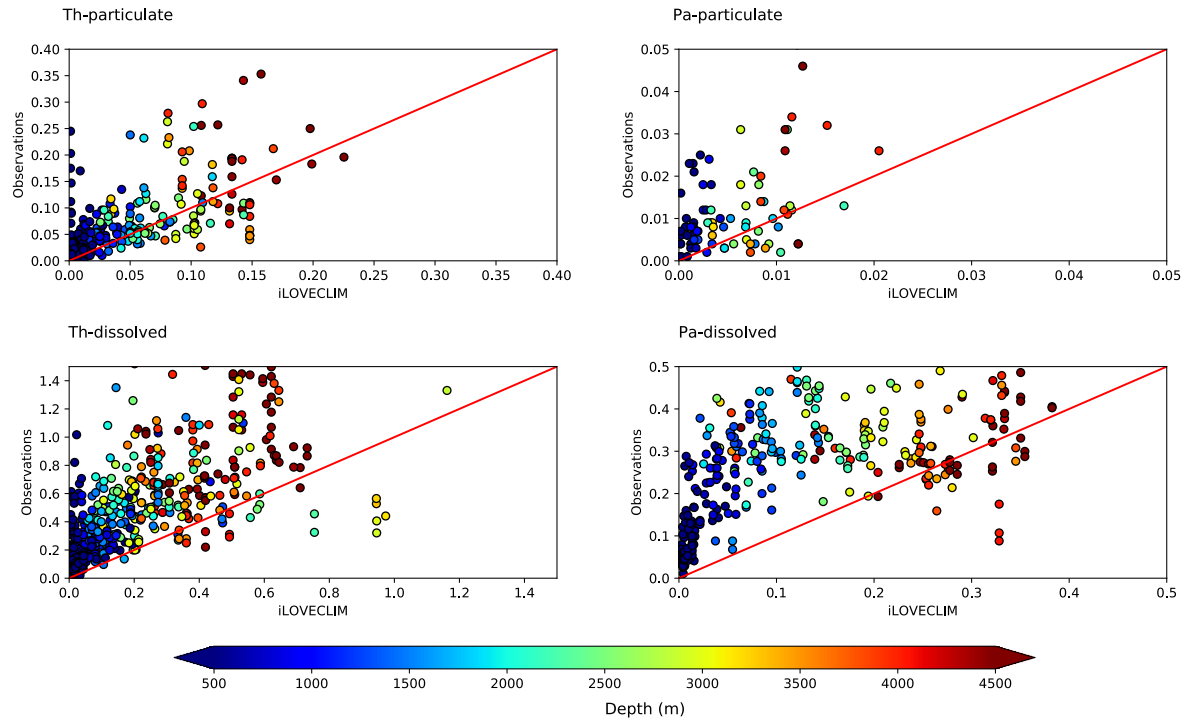 Th-particulate
Pa-particulate
0.40
0.35
0.30
0.25
0.20
0.15
0.10
0.05
0.00
Observations
0.00 0.05 0.10 0.15 0.20 0.25 0.30 0.35 0.40
iLOVECLIM
0.05
0.04
0.03
0.02
0.01
0.00
Observations
0.00 0.01 0.02 0.03 0.04 0.05
iLOVECLIM
Th-dissolved
Pa-dissolved
1.4
1.2
1.0
0.8
0.6
0.4
0.2
0.0
Observations
0.0 0.2 0.4 0.6 0.8 1.0 1.2 1.4
iLOVECLIM
0.5
0.4
0.3
0.2
0.1
0.0
Observations
0.0 0.1 0.2 0.3 0.4 0.5
iLOVECLIM
500 1000 1500 2000 2500 3000 3500 4000 4500
Depth (m)